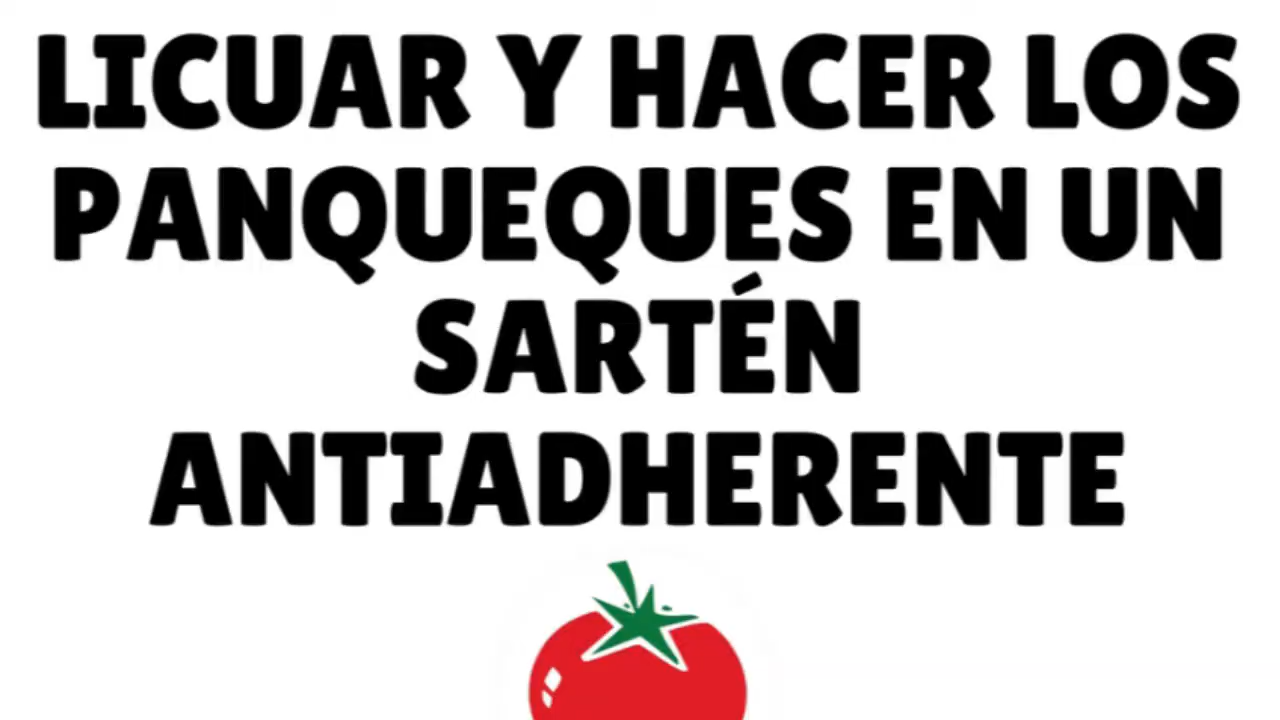 LICUAR Y HACER LOS
PANQUEQUES EN UN
SARTÉN
ANTIADHERENTE